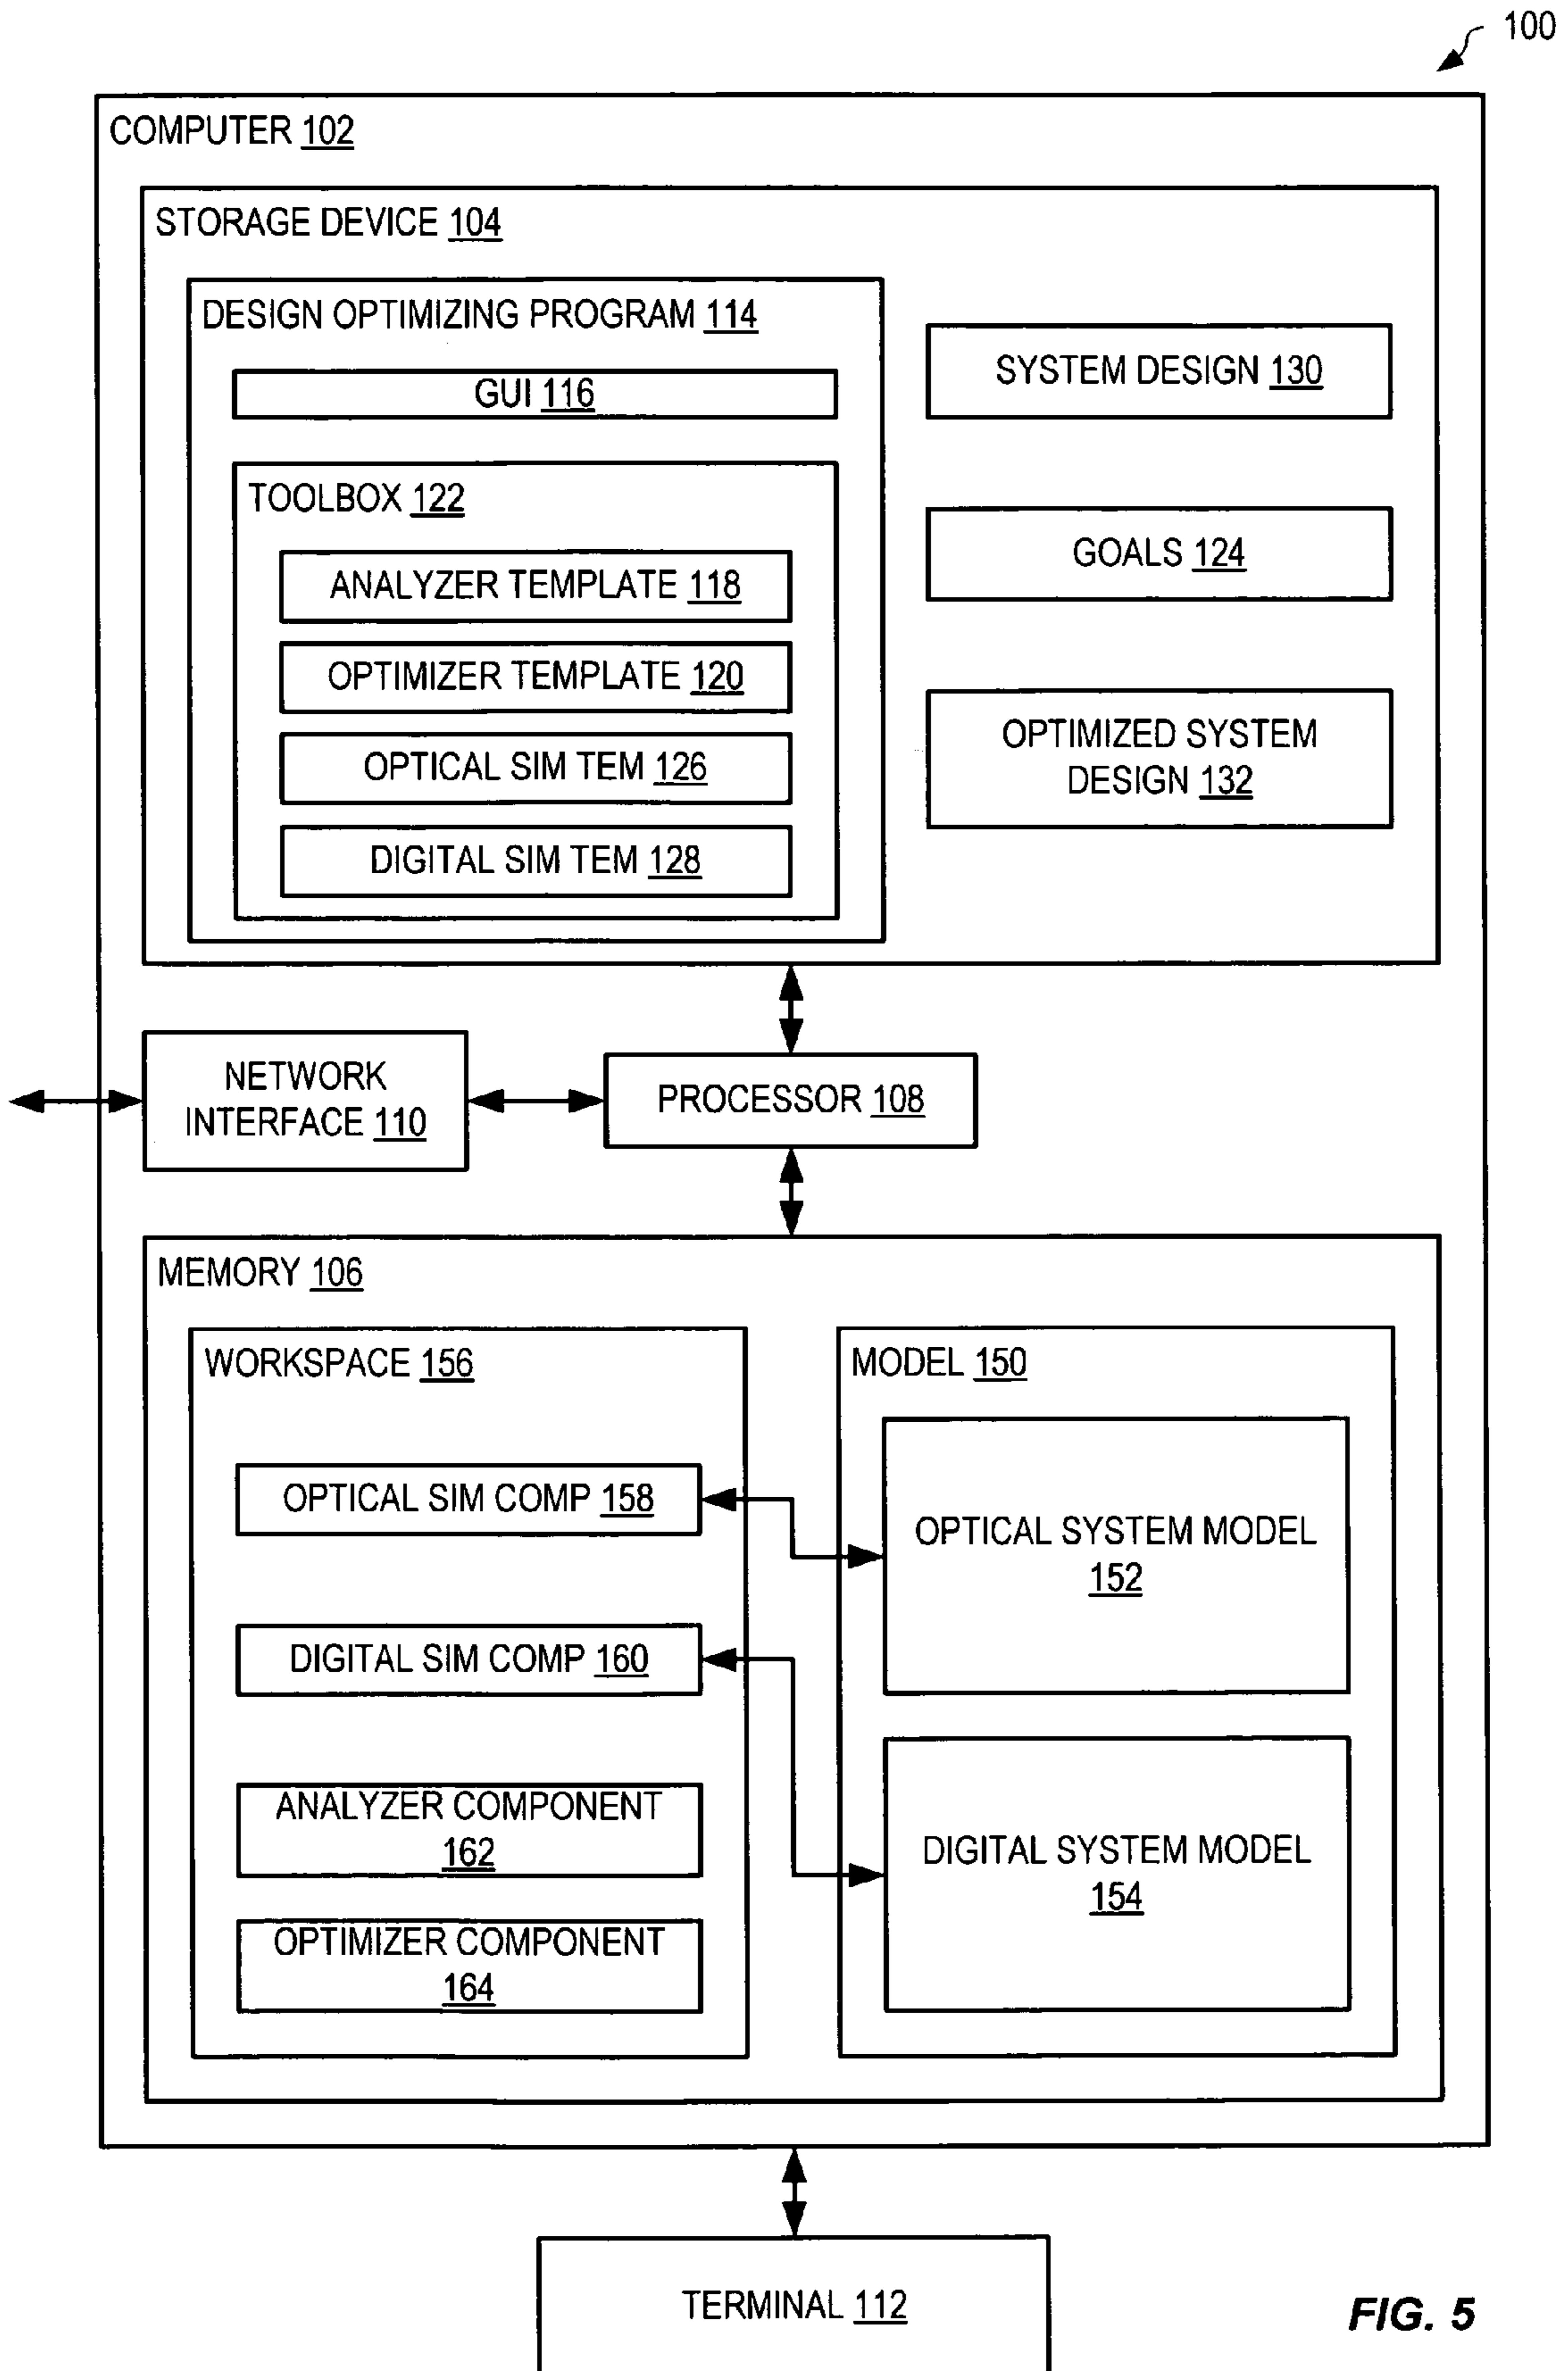 100
COMPUTER 102
STORAGE DEVICE 104
DESIGN OPTIMIZING PROGRAM 114
GUI 116
TOOLBOX 122
ANALYZER TEMPLATE 118
OPTIMIZER TEMPLATE 120
OPTICAL SIM TEM 126
DIGITAL SIM TEM 128
SYSTEM DESIGN 130
GOALS 124
OPTIMIZED SYSTEM
DESIGN 132
NETWORK
INTERFACE 110
PROCESSOR 108
MEMORY 106
WORKSPACE 156
OPTICAL SIM COMP 158
DIGITAL SIM COMP 160
ANALYZER COMPONENT
162
OPTIMIZER COMPONENT
164
MODEL 150
OPTICAL SYSTEM MODEL
152
DIGITAL SYSTEM MODEL
154
TERMINAL 112
FIG. 5